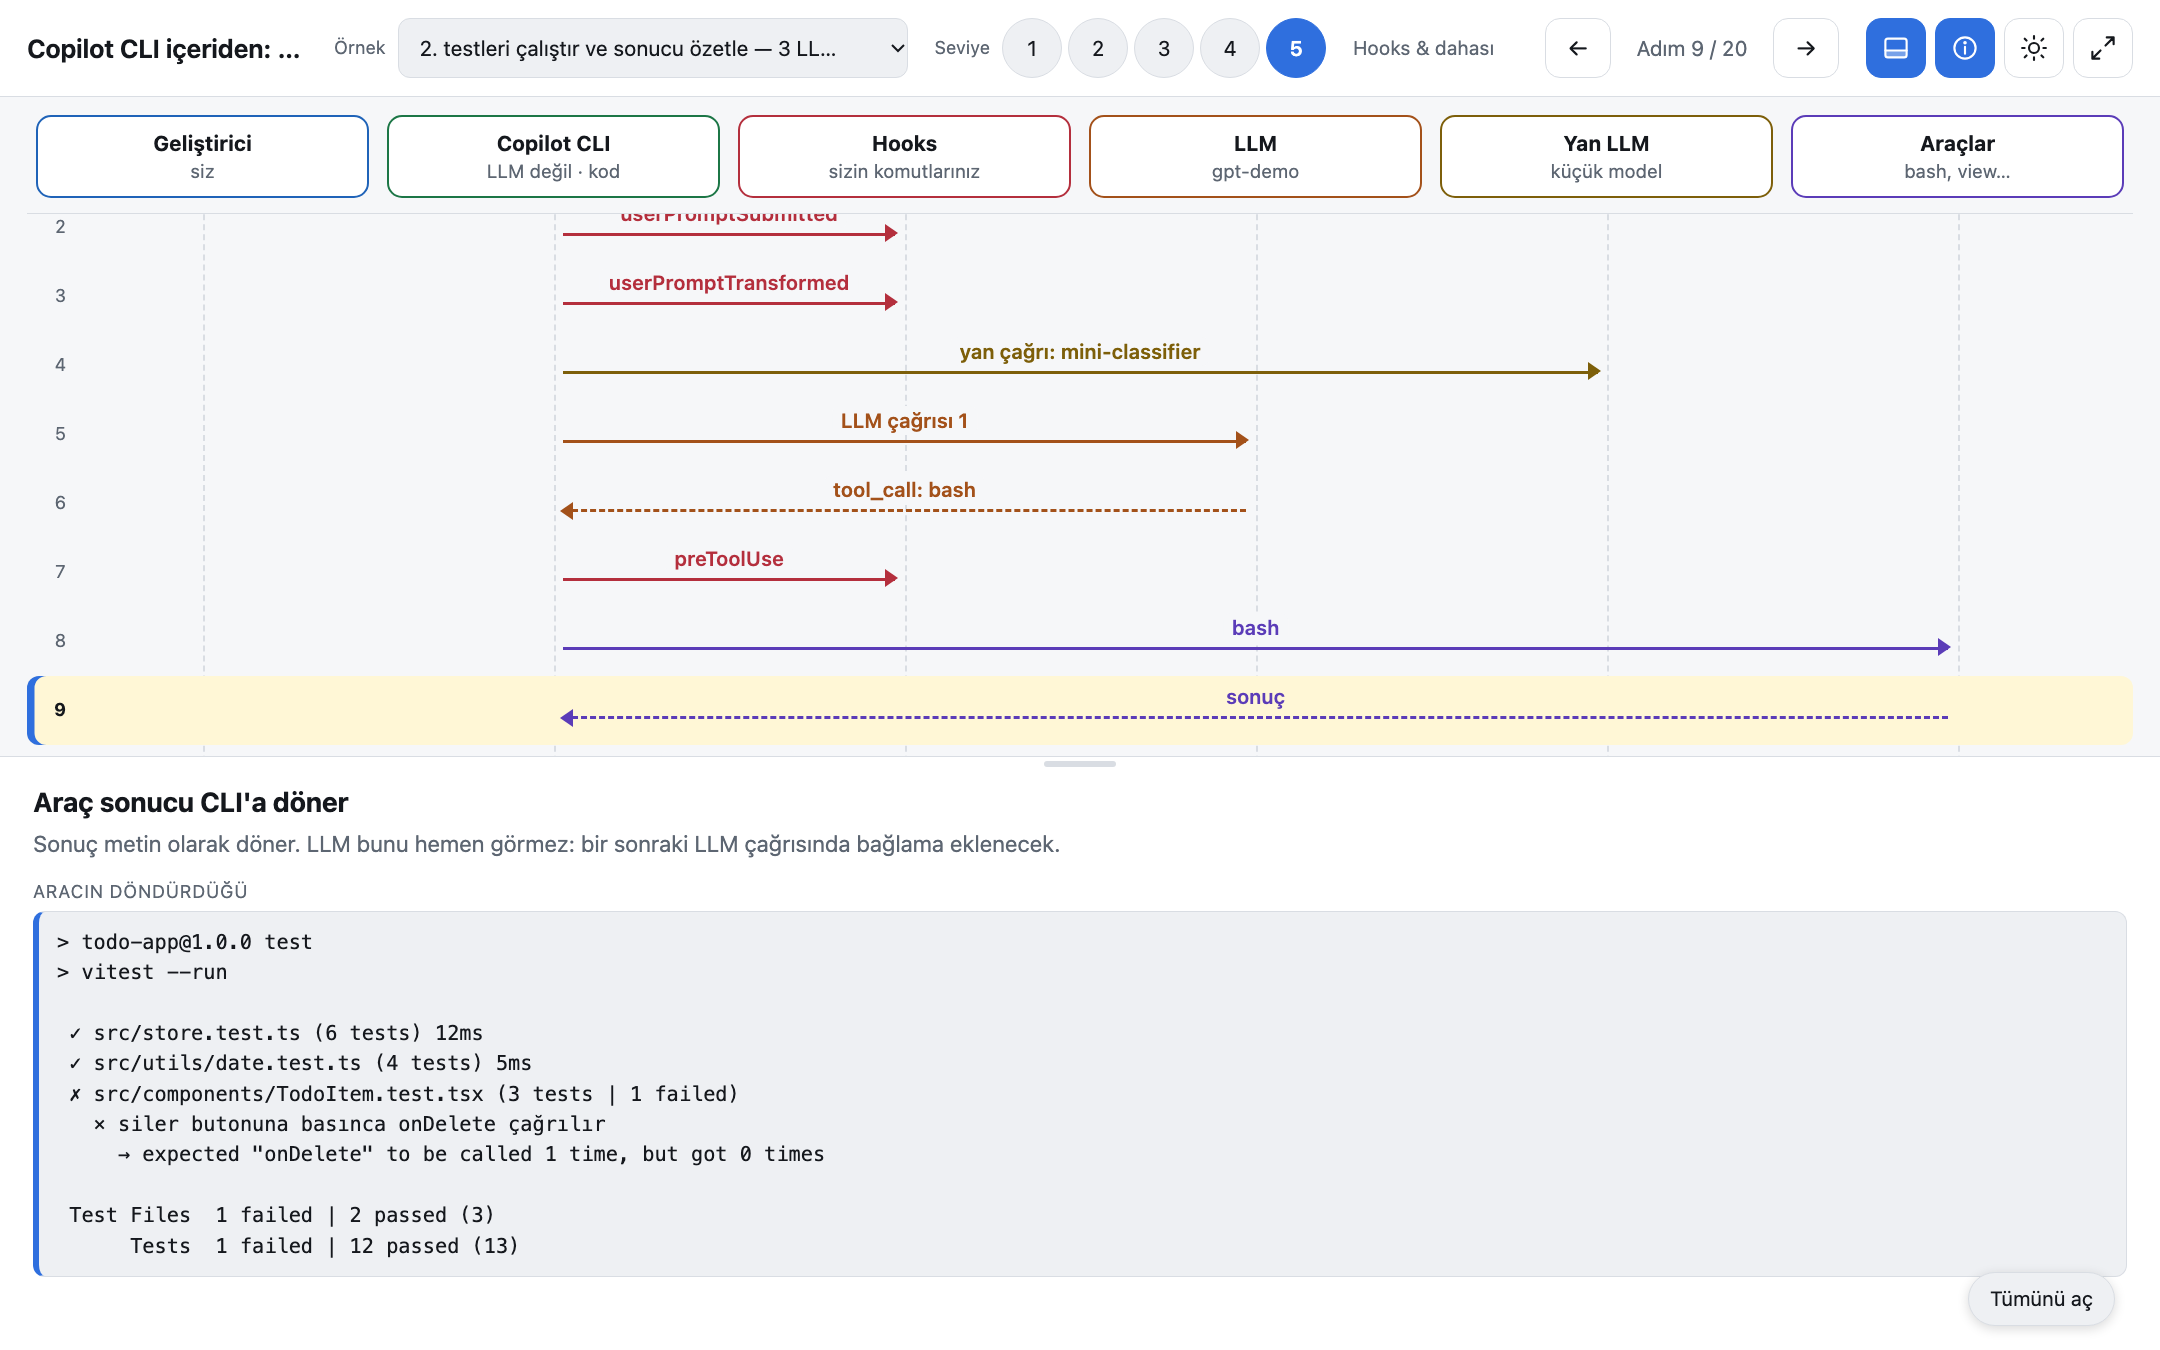 Copilot CLI içeriden: ...
Örnek
2. testleri çalıştır ve sonucu özetle — 3 LL...
Seviye
1
2
3
4
5
Hooks & dahası
←
Adım 9 / 20
→
Geliştirici
siz
Copilot CLI
LLM değil · kod
Hooks
sizin komutlarınız
LLM
gpt-demo
Yan LLM
küçük model
Araçlar
bash, view...
2
userPromptSubmitted
3
userPromptTransformed
4
yan çağrı: mini-classifier
5
LLM çağrısı 1
6
tool_call: bash
7
preToolUse
8
bash
9
sonuç
Araç sonucu CLI'a döner
Sonuç metin olarak döner. LLM bunu hemen görmez: bir sonraki LLM çağrısında bağlama eklenecek.
ARACIN DÖNDÜRDÜĞÜ
> todo-app@1.0.0 test
> vitest --run
✓ src/store.test.ts (6 tests) 12ms
✓ src/utils/date.test.ts (4 tests) 5ms
✗ src/components/TodoItem.test.tsx (3 tests | 1 failed)
× siler butonuna basınca onDelete çağrılır
→ expected "onDelete" to be called 1 time, but got 0 times
Test Files  1 failed | 2 passed (3)
Tests  1 failed | 12 passed (13)
Tümünü aç